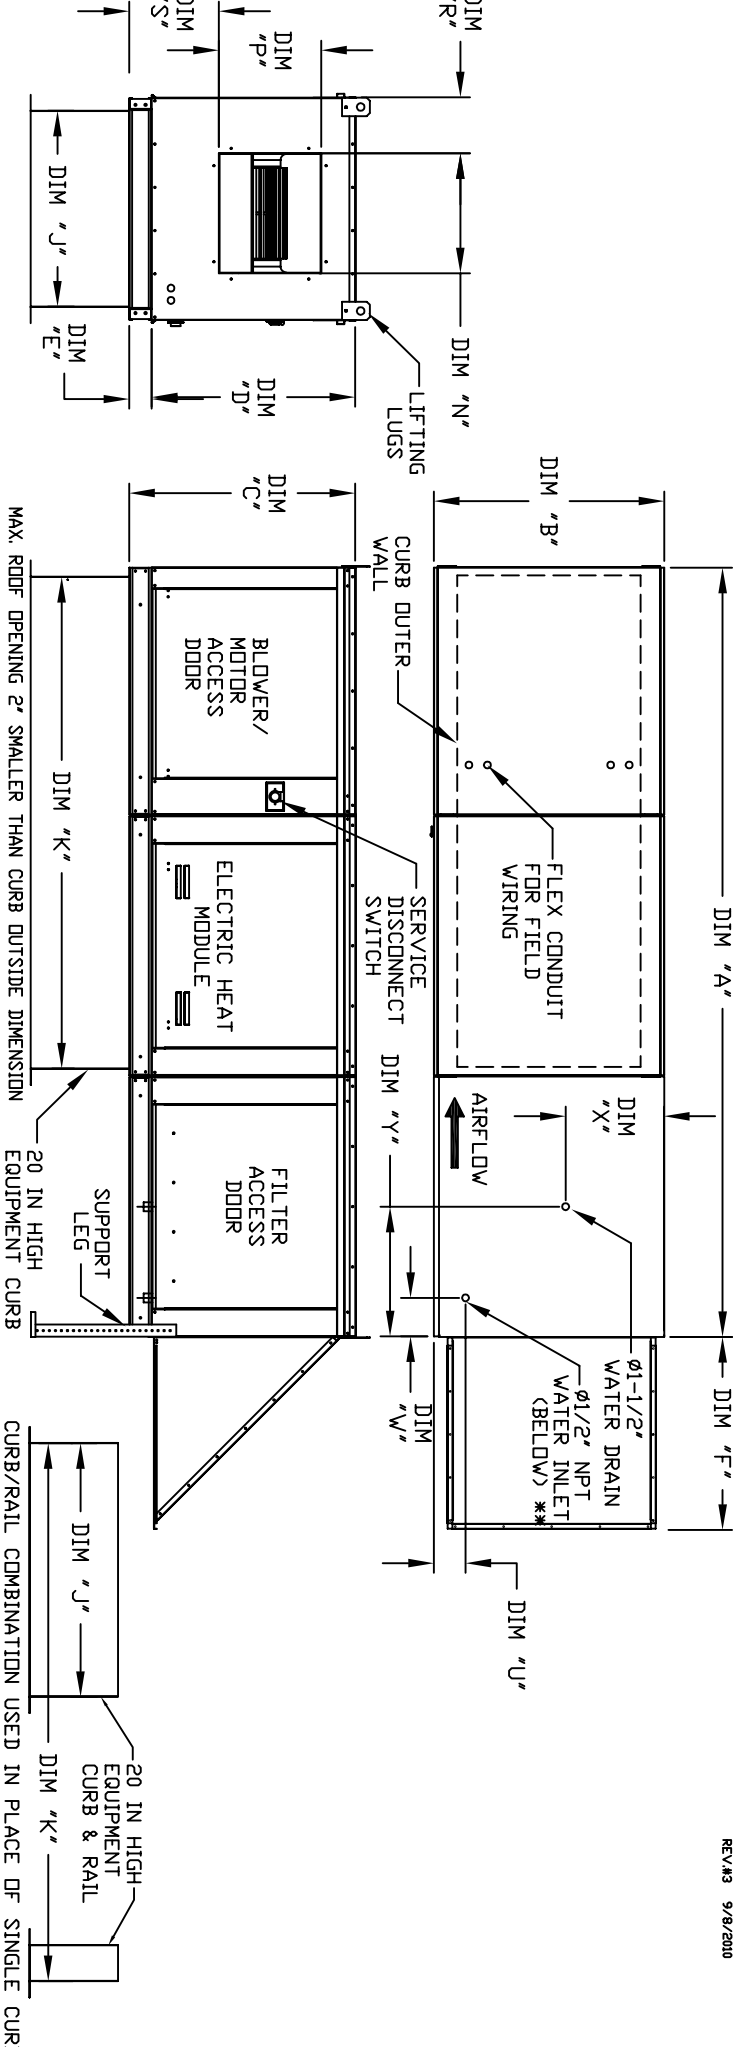 REV.#3 9/8/2010
DIM "A"
DIM "F"
DIM "B"
DIM
"X"
FLEX CONDUIT
FOR FIELD
WIRING
AIRFLOW
Ø1-1/2"
WATER DRAIN
Ø1/2" NPT
WATER INLET
(BELOW) **
DIM "U"
CURB OUTER
WALL
DIM "Y"
DIM
"W"
SERVICE
DISCONNECT
SWITCH
DIM
"R"
DIM "N"
LIFTING
LUGS
DIM
"P"
DIM
"S"
DIM
"D"
DIM
"E"
DIM "J"
DIM
"C"
BLOWER/
MOTOR
ACCESS
DOOR
ELECTRIC HEAT
MODULE
FILTER
ACCESS
DOOR
DIM "K"
SUPPORT
LEG
20 IN HIGH
EQUIPMENT CURB
MAX. ROOF OPENING 2" SMALLER THAN CURB OUTSIDE DIMENSION
20 IN HIGH
EQUIPMENT
CURB & RAIL
DIM "J"
DIM "K"
CURB/RAIL COMBINATION USED IN PLACE OF SINGLE CUR